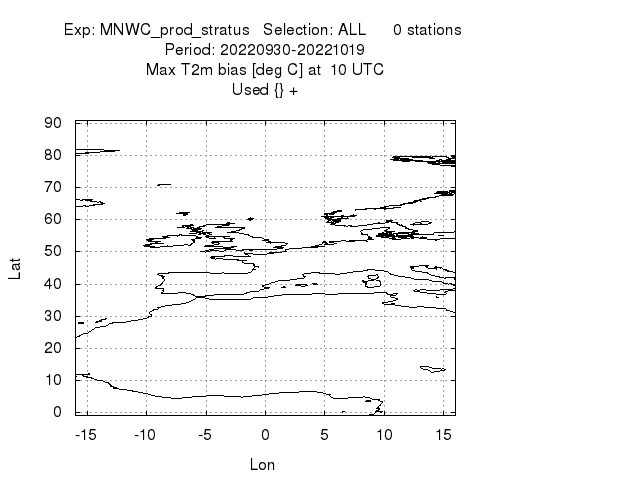 Exp: MNWC_prod_stratus   Selection: ALL      0 stations
Period: 20220930-20221019
Max T2m bias [deg C] at  10 UTC
Used {} +
90
80
70
60
50
40
30
20
10
0
Lat
-15 -10 -5 0 5 10 15
Lon